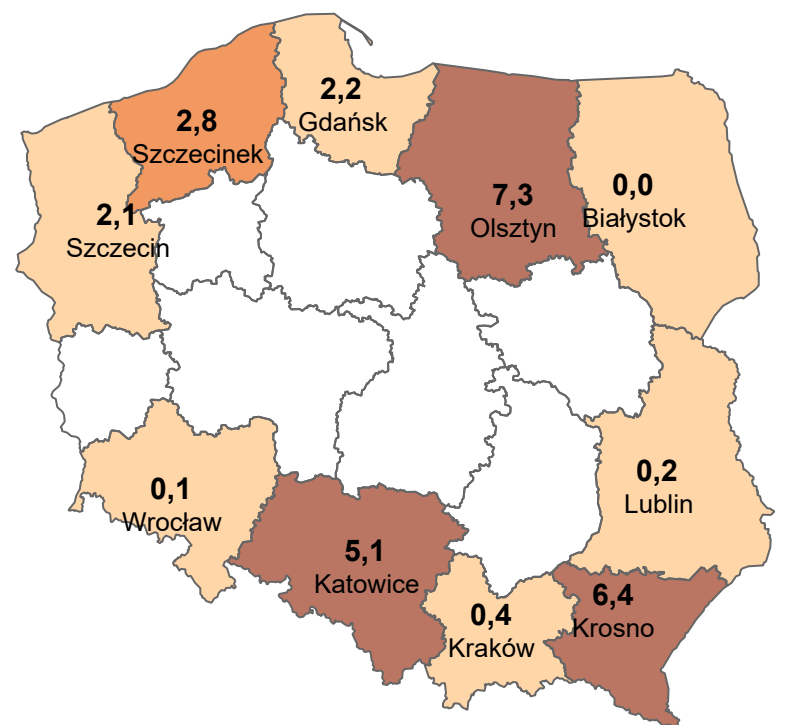 2,2
Gdańsk
2,8
Szczecinek
7,3
Olsztyn
0,0
Białystok
2,1
Szczecin
0,1
Wrocław
0,2
Lublin
5,1
Katowice
6,4
Krosno
0,4
Kraków